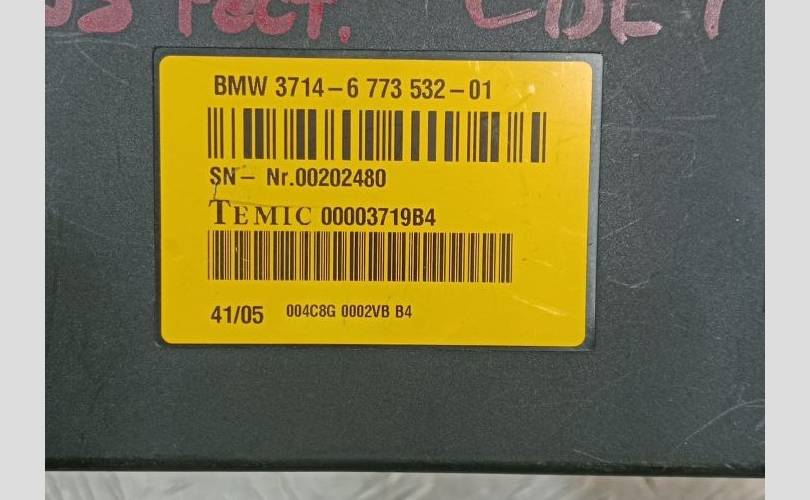 BMW 3714-6 773 532-01
SN- Nr.00202480
TEMIC 00003719B4
41/05 004C8G 0002VB B4